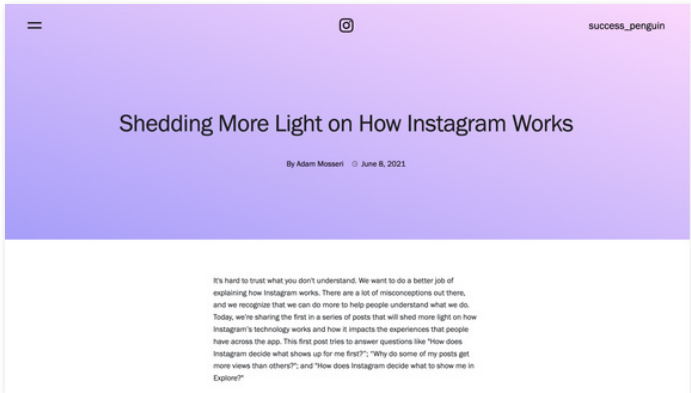 success_penguin
Shedding More Light on How Instagram Works
By Adam Mosseri June 8, 2021
It's hard to trust what you don't understand. We want to do a better job of
explaining how Instagram works. There are a lot of misconceptions out there,
and we recognize that we can do more to help people understand what we do.
Today, we're sharing the first in a series of posts that will shed more light on how
Instagram's technology works and how it impacts the experiences that people
have across the app. This first post tries to answer questions like "How does
Instagram decide what shows up for me first?"; "Why do some of my posts get
more views than others?"; and "How does Instagram decide what to show me in
Explore?"